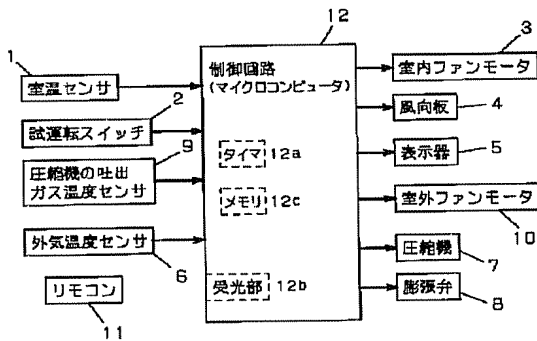 12
制御回路
(マイクロコンピュータ)
タイマ 12a
メモリ 12c
受光部 12b
1
室温センサ
2
試運転スイッチ
9
圧縮機の吐出
ガス温度センサ
外気温度センサ
6
リモコン
11
3
室内ファンモータ
風向板 4
表示器 5
室外ファンモータ
10
圧縮機
7
膨張弁
8